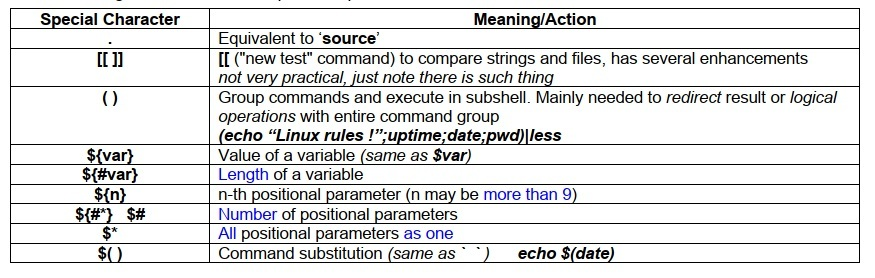 Special Character Meaning/Action
. Equivalent to ‘source’
[[ ]] [[ ("new test" command) to compare strings and files, has several enhancements
not very practical, just note there is such thing
( ) Group commands and execute in subshell. Mainly needed to redirect result or logical
operations with entire command group
(echo “Linux rules !”;uptime;date;pwd)|less
${var} Value of a variable (same as $var)
${#var} Length of a variable
${n} n-th positional parameter (n may be more than 9)
${#*} $# Number of positional parameters
$* All positional parameters as one
$( ) Command substitution (same as ` `) echo $(date)